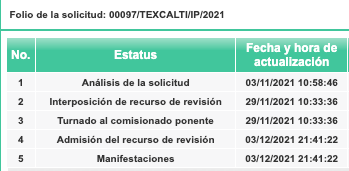 Folio de la solicitud: 00097/TEXCALTI/IP/2021
No. Estatus Fecha y hora de
actualización
1 Análisis de la solicitud 03/11/2021 10:58:46
2 Interposición de recurso de revisión 29/11/2021 10:33:36
3 Turnado al comisionado ponente 29/11/2021 10:33:36
4 Admisión del recurso de revisión 03/12/2021 21:41:22
5 Manifestaciones 03/12/2021 21:41:22